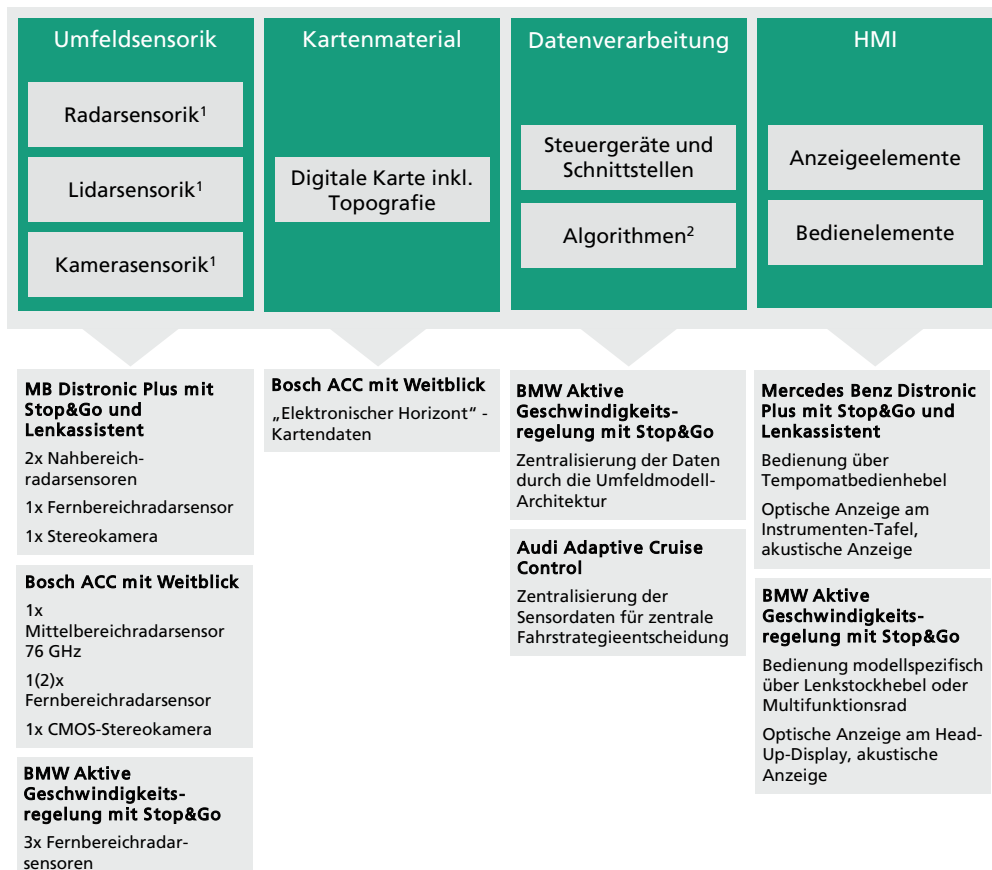 Umfeldsensorik
Radarsensorik¹
Lidarsensorik¹
Kamerasensorik¹
Kartenmaterial
Digitale Karte inkl.
Topografie
Datenverarbeitung
Steuergeräte und
Schnittstellen
Algorithmen²
HMI
Anzeigeelemente
Bedienelemente
MB Distronic Plus mit
Stop&Go und
Lenkassistent
2x Nahbereich-
radarsensoren
1x Fernbereichradarsensor
1x Stereokamera
Bosch ACC mit Weitblick
1x
Mittelbereichradarsensor
76 GHz
1(2)x
Fernbereichradarsensor
1x CMOS-Stereokamera
BMW Aktive
Geschwindigkeits-
regelung mit Stop&Go
3x Fernbereichradar-
sensoren
Bosch ACC mit Weitblick
„Elektronischer Horizont“ -
Kartendaten
BMW Aktive
Geschwindigkeits-
regelung mit Stop&Go
Zentralisierung der Daten
durch die Umfeldmodell-
Architektur
Audi Adaptive Cruise
Control
Zentralisierung der
Sensordaten für zentrale
Fahrstrategieentscheidung
Mercedes Benz Distronic
Plus mit Stop&Go und
Lenkassistent
Bedienung über
Tempomatbedienhebel
Optische Anzeige am
Instrumenten-Tafel,
akustische Anzeige
BMW Aktive
Geschwindigkeits-
regelung mit Stop&Go
Bedienung modellspezifisch
über Lenkstockhebel oder
Multifunktionsrad
Optische Anzeige am Head-
Up-Display, akustische
Anzeige